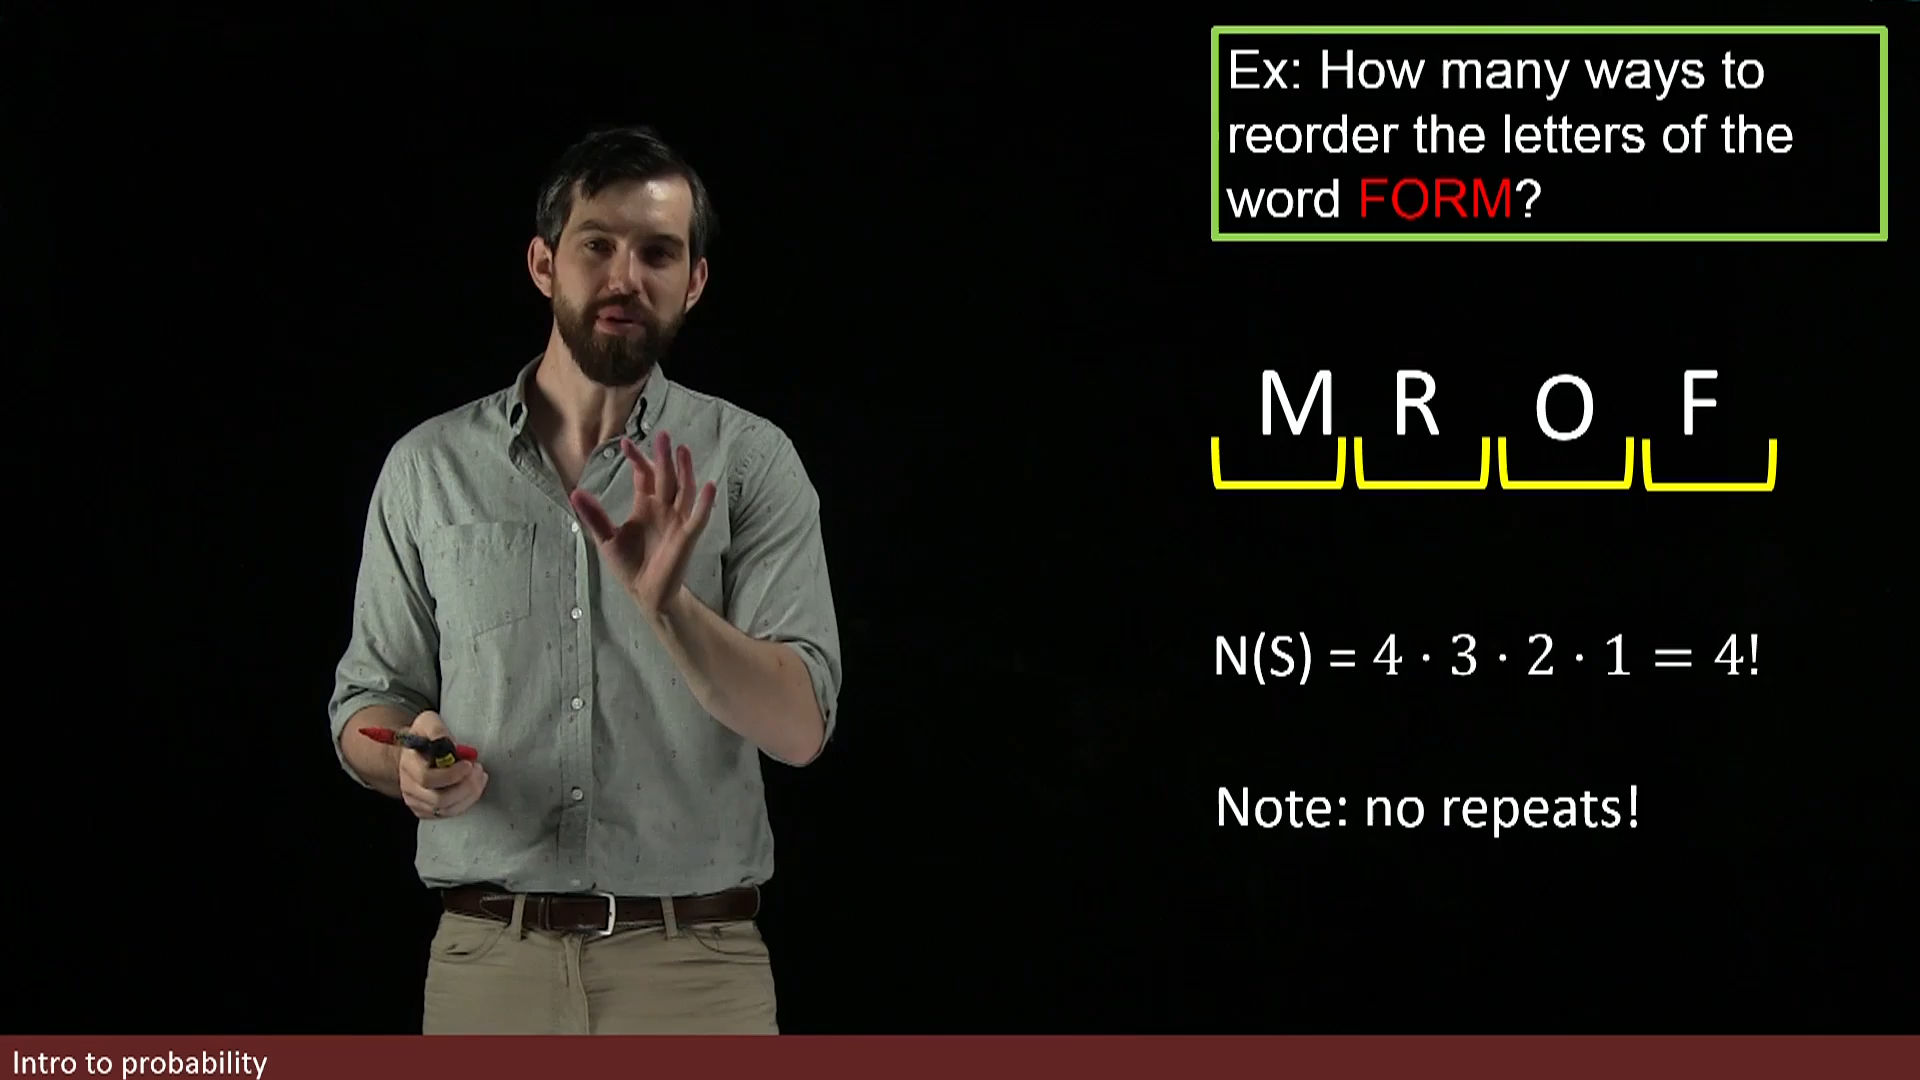 Ex: How many ways to
reorder the letters of the
word FORM?
M R O F
N(S) = 4 · 3 · 2 · 1 = 4!
Note: no repeats!
Intro to probability